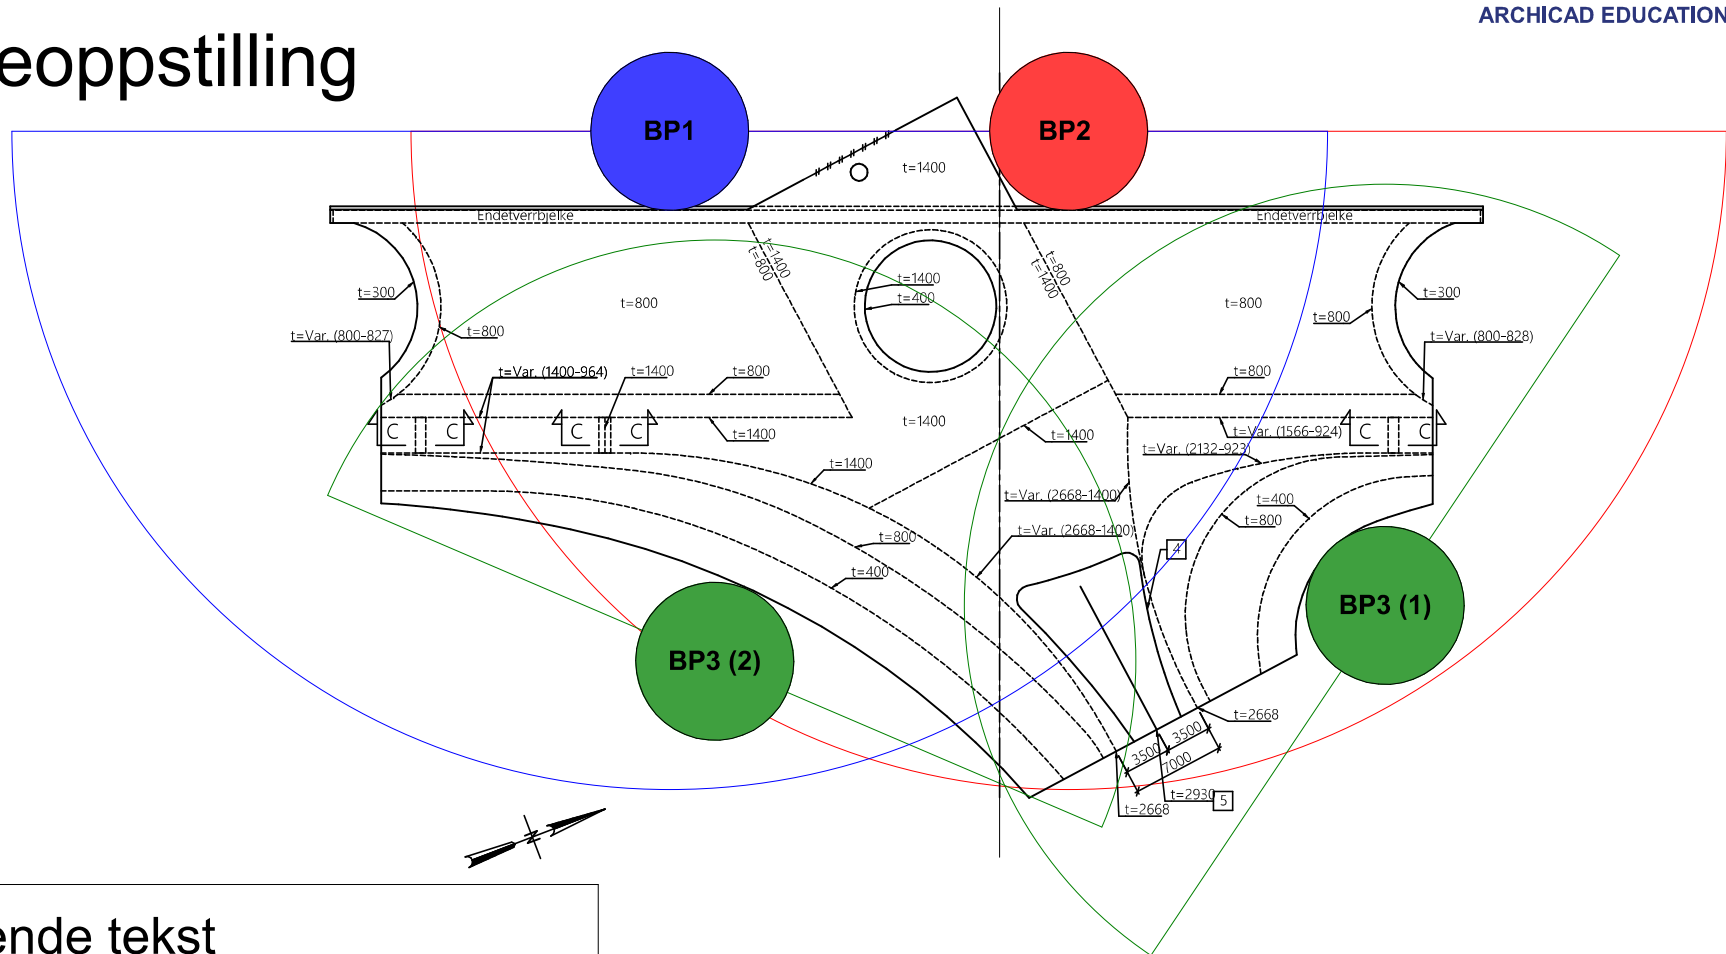 ARCHICAD EDUCATION
eoppstilling
BP1
BP2
t=1400
Endetverrbjelke
Endetverrbjelke
t=1400
t=800
t=800
t=1400
t=300
t=800
t=1400
t=400
t=800
t=300
t=Var. (800-827)
t=800
t=800
t=Var. (800-828)
t=Var. (1400-964)
t=1400
t=800
t=800
C
C
C
C
t=1400
t=1400
t=1400
t=Var. (1566-924)
C
C
t=Var. (2132-923)
t=1400
t=Var. (2668-1400)
t=400
t=800
t=800
t=Var. (2668-1400)
4
t=400
BP3 (1)
BP3 (2)
t=2668
3500
3500
7000
t=2930
5
t=2668
N
ende tekst